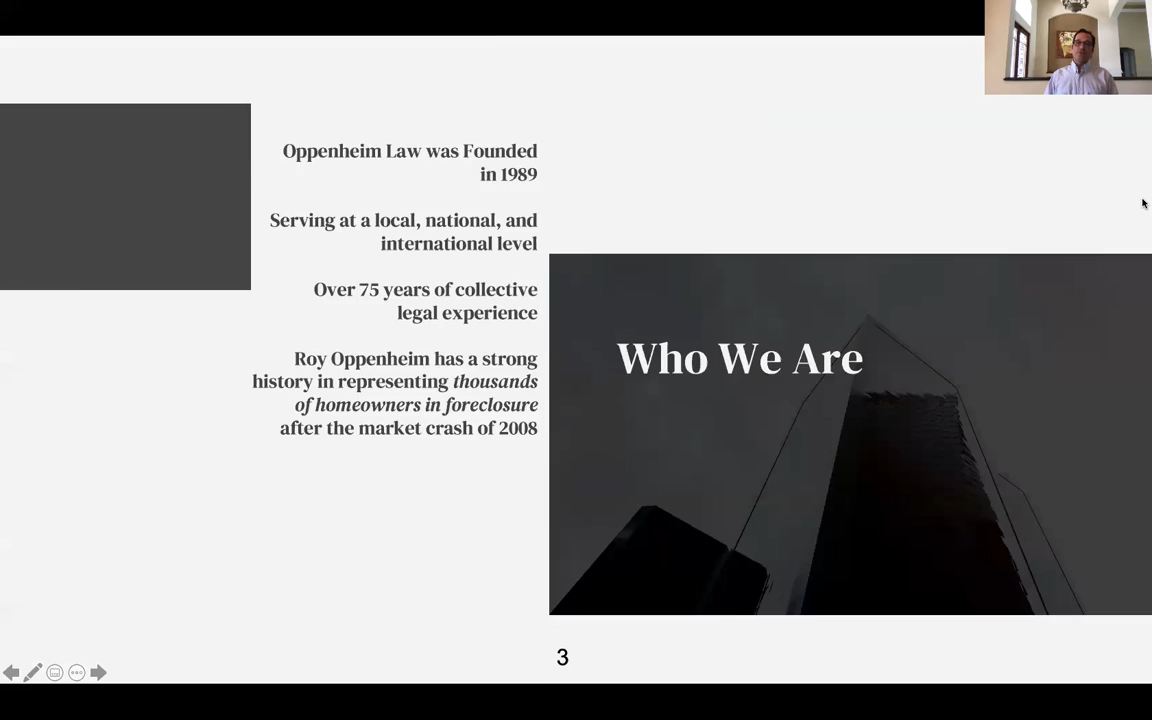 Oppenheim Law was Founded
in 1989
Serving at a local, national, and
international level
Over 75 years of collective
legal experience
Roy Oppenheim has a strong
history in representing thousands
of homeowners in foreclosure
after the market crash of 2008
Who We Are
3